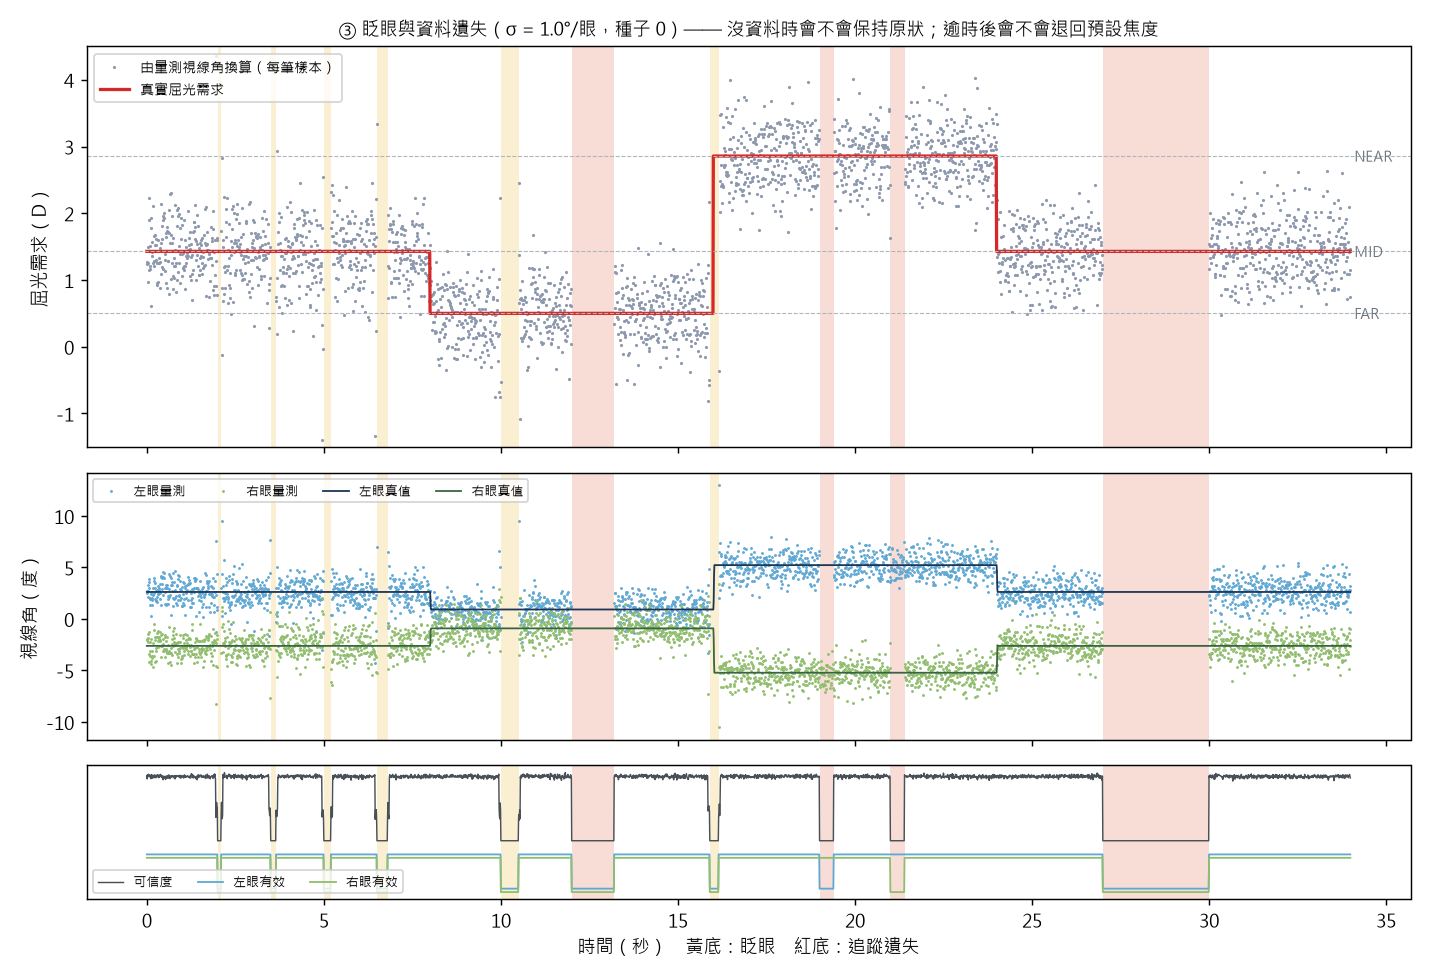 ③ 眨眼與資料遺失（σ = 1.0°/眼，種子 0）—— 沒資料時會不會保持原狀；逾時後會不會退回預設焦度
由量測視線角換算（每筆樣本）
真實屈光需求
屈光需求（D）
4
3
2
1
0
-1
NEAR
MID
FAR
左眼量測 右眼量測 左眼真值 右眼真值
視線角（度）
10
5
0
-5
-10
可信度 左眼有效 右眼有效
0 5 10 15 20 25 30 35
時間（秒） 黃底：眨眼 紅底：追蹤遺失